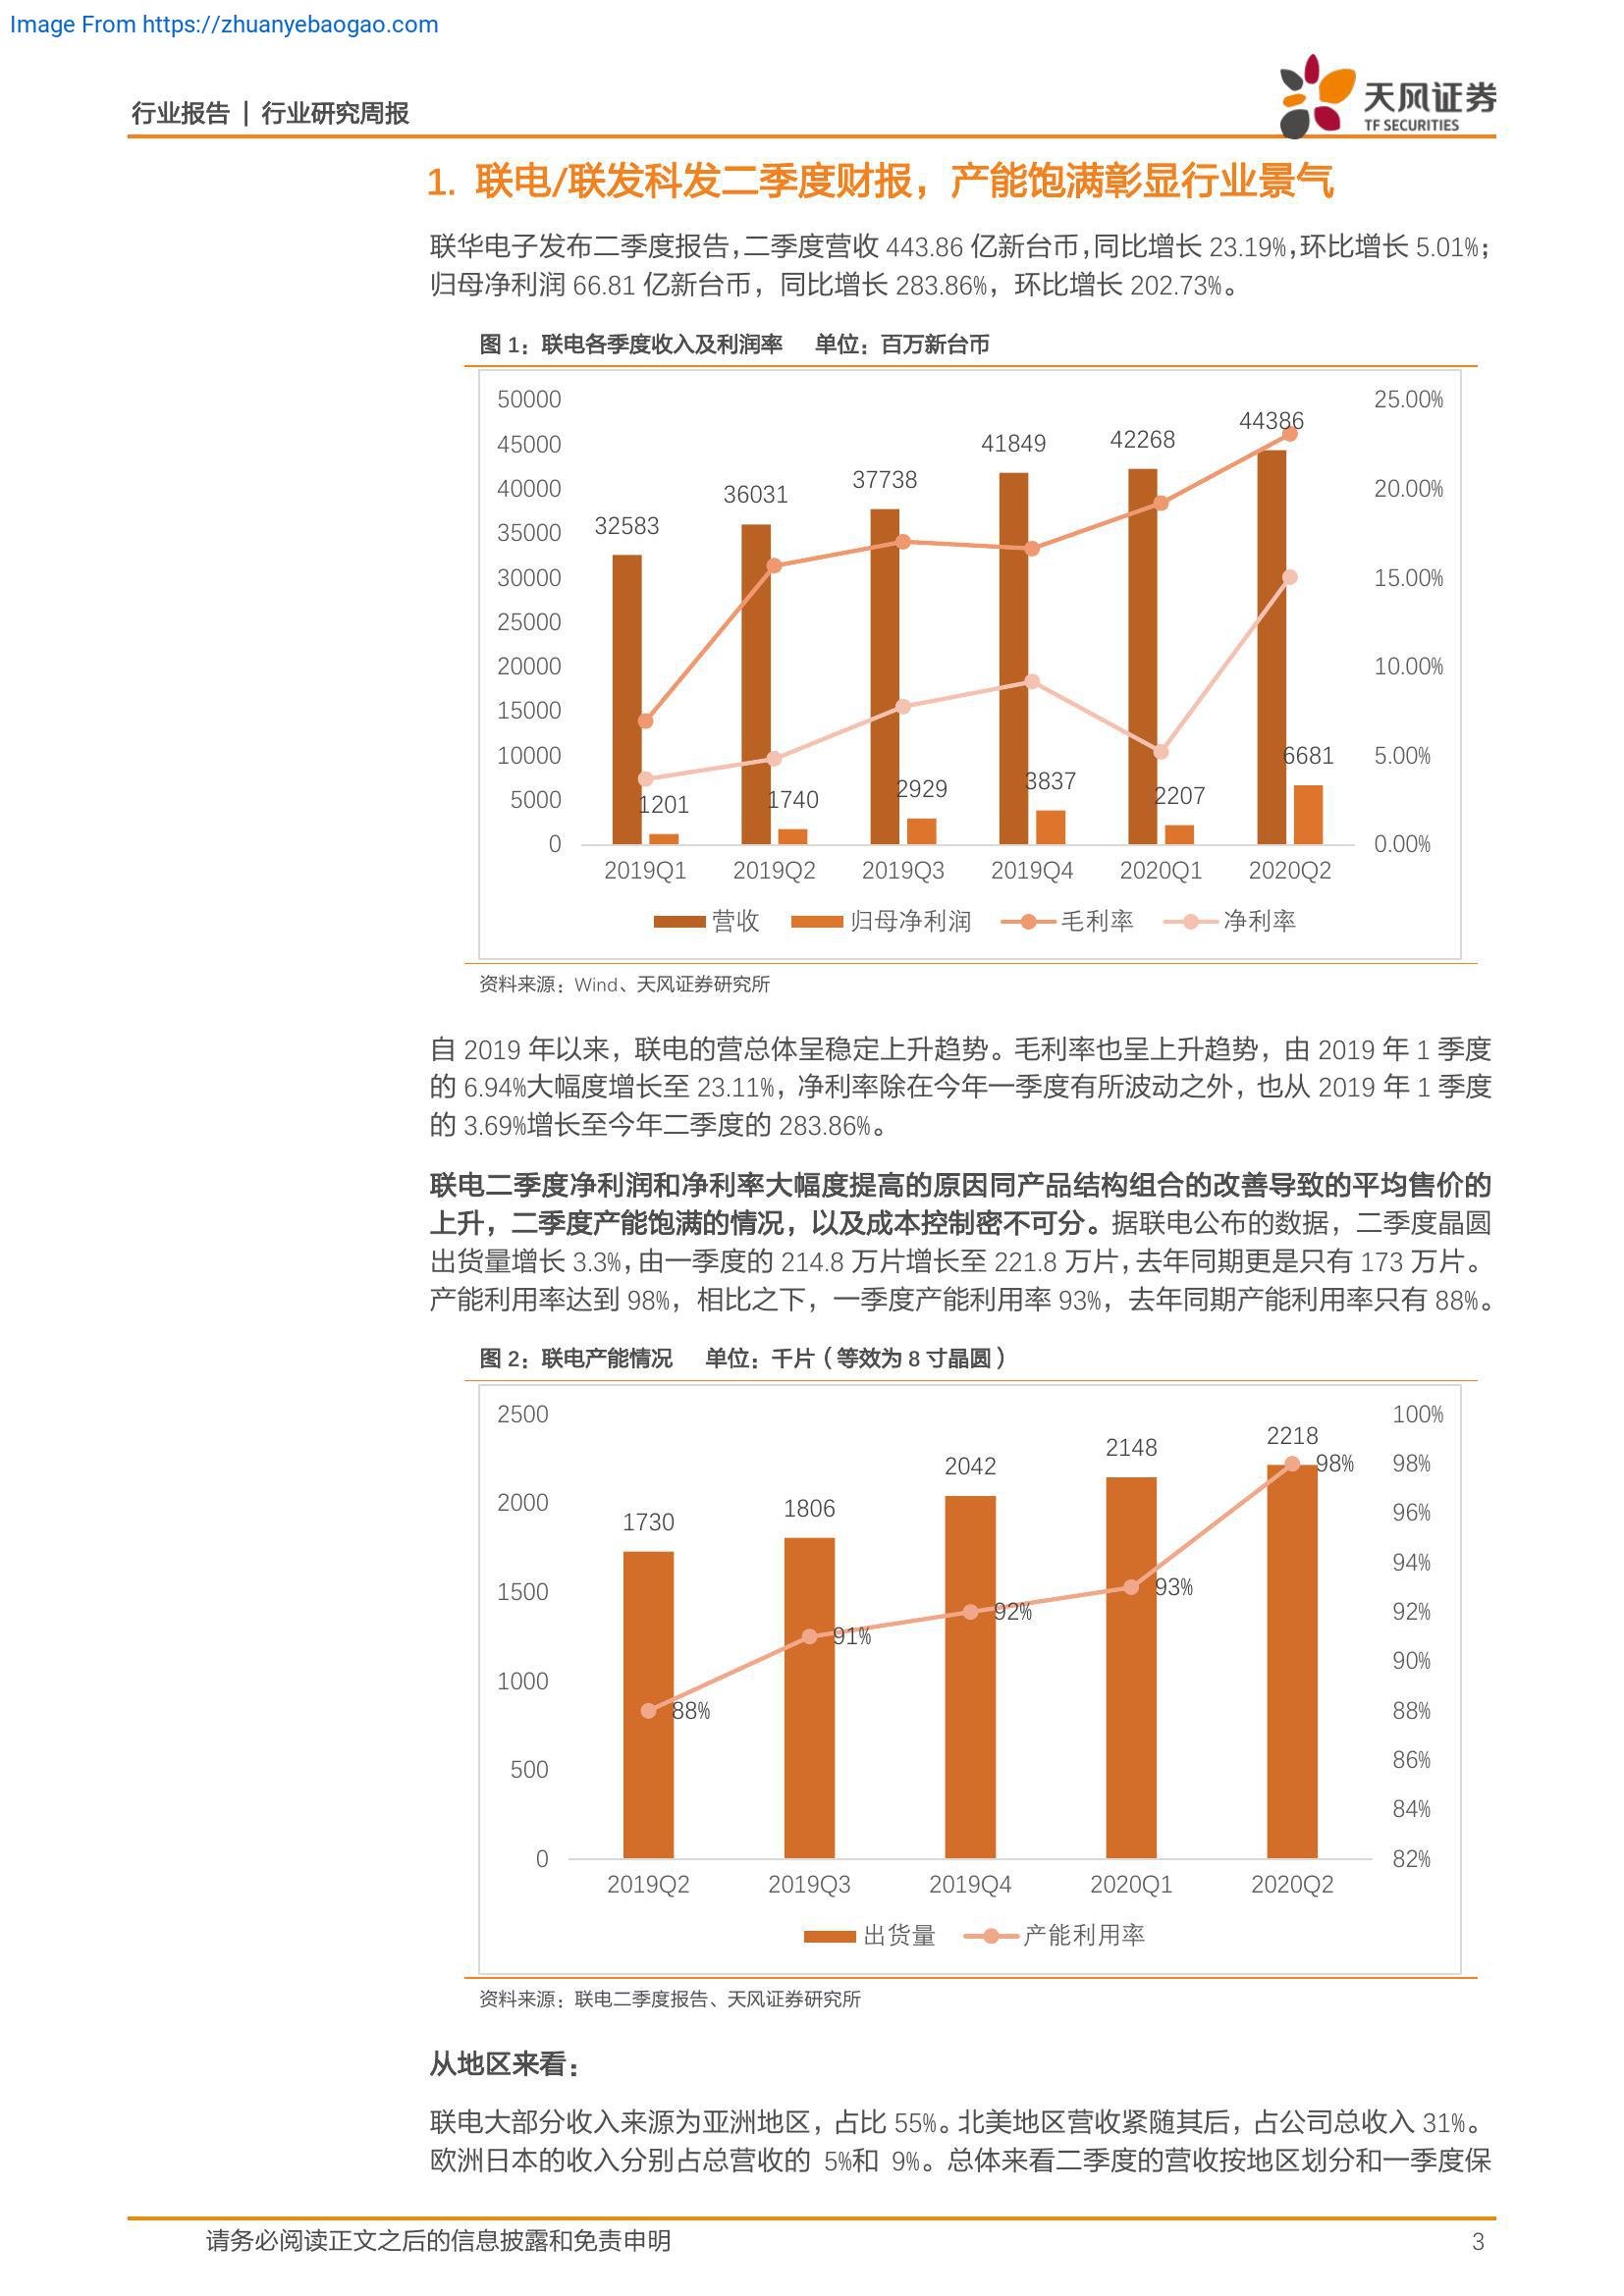 Image From https://zhuanyebaogao.com
行业报告 | 行业研究周报
天风证券
TF SECURITIES
1. 联电/联发科发二季度财报，产能饱满彰显行业景气
联华电子发布二季度报告，二季度营收 443.86 亿新台币，同比增长 23.19%，环比增长 5.01%；
归母净利润 66.81 亿新台币，同比增长 283.86%，环比增长 202.73%。
图 1：联电各季度收入及利润率 单位：百万新台币
50000 25.00%
44386
45000 41849 42268
40000 36031 37738 20.00%
35000 32583
30000 15.00%
25000
20000 10.00%
15000
10000 6681 5.00%
5000 1201 1740 2929 3837 2207
0 0.00%
2019Q1 2019Q2 2019Q3 2019Q4 2020Q1 2020Q2
营收 归母净利润 毛利率 净利率
资料来源：Wind、天风证券研究所
自 2019 年以来，联电的营总体呈稳定上升趋势。毛利率也呈上升趋势，由 2019 年 1 季度
的 6.94%大幅度增长至 23.11%，净利率除在今年一季度有所波动之外，也从 2019 年 1 季度
的 3.69%增长至今年二季度的 283.86%。
联电二季度净利润和净利率大幅度提高的原因同产品结构组合的改善导致的平均售价的
上升，二季度产能饱满的情况，以及成本控制密不可分。据联电公布的数据，二季度晶圆
出货量增长 3.3%，由一季度的 214.8 万片增长至 221.8 万片，去年同期更是只有 173 万片。
产能利用率达到 98%，相比之下，一季度产能利用率 93%，去年同期产能利用率只有 88%。
图 2：联电产能情况 单位：千片（等效为 8 寸晶圆）
2500 100%
2218
2148
2042 98% 98%
2000 1806 96%
1730
94%
1500 93%
92% 92%
91%
90%
1000
88% 88%
500 86%
84%
0 82%
2019Q2 2019Q3 2019Q4 2020Q1 2020Q2
出货量 产能利用率
资料来源：联电二季度报告、天风证券研究所
从地区来看：
联电大部分收入来源为亚洲地区，占比 55%。北美地区营收紧随其后，占公司总收入 31%。
欧洲日本的收入分别占总营收的 5%和 9%。总体来看二季度的营收按地区划分和一季度保
请务必阅读正文之后的信息披露和免责申明 3